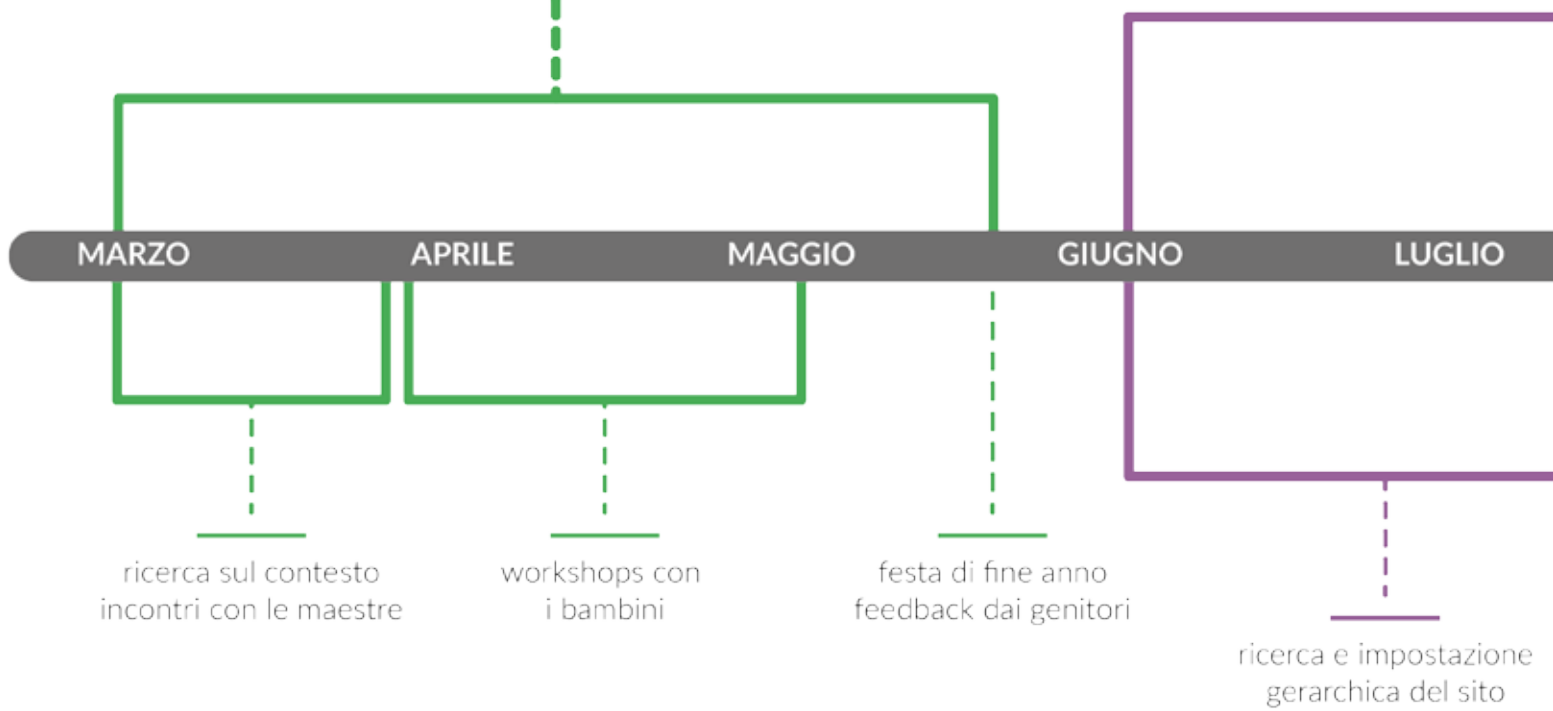 MARZO APRILE MAGGIO GIUGNO LUGLIO
ricerca sul contesto
incontri con le maestre
workshops con
i bambini
festa di fine anno
feedback dai genitori
ricerca e impostazione
gerarchica del sito